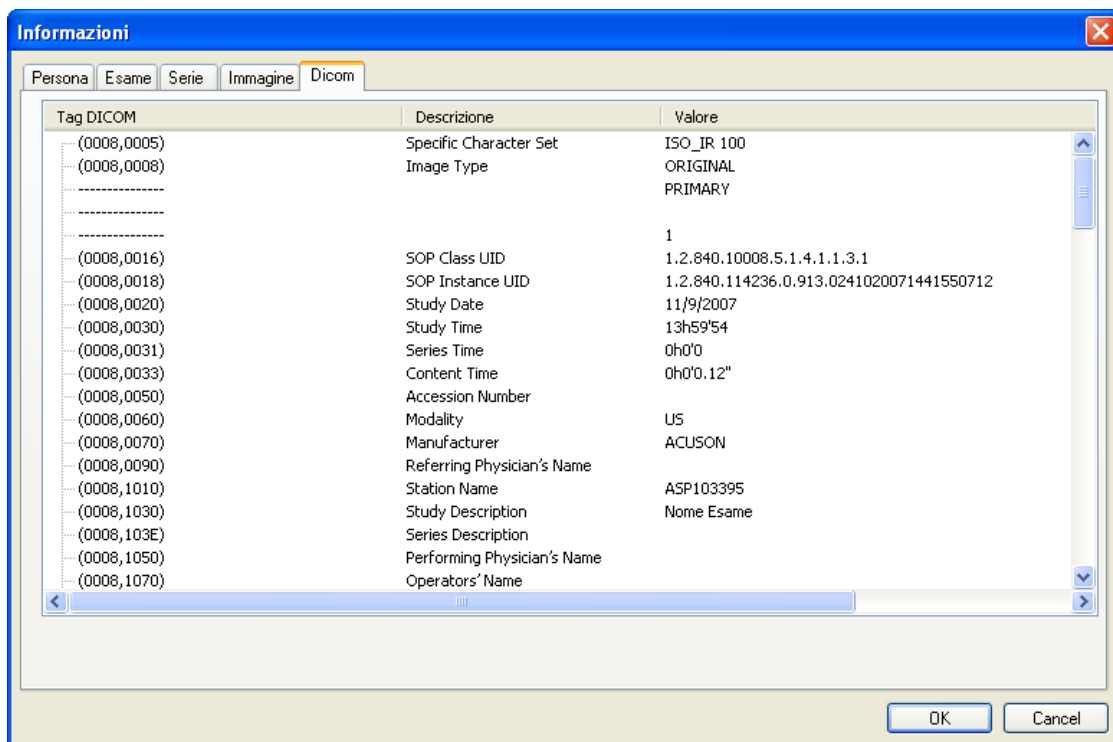 Informazioni
Persona Esame Serie Immagine Dicom
Tag DICOM Descrizione Valore
(0008,0005) Specific Character Set ISO_IR 100
(0008,0008) Image Type ORIGINAL
--------------- PRIMARY
---------------
--------------- 1
(0008,0016) SOP Class UID 1.2.840.10008.5.1.4.1.1.3.1
(0008,0018) SOP Instance UID 1.2.840.114236.0.913.0241020071441550712
(0008,0020) Study Date 11/9/2007
(0008,0030) Study Time 13h59'54
(0008,0031) Series Time 0h0'0
(0008,0033) Content Time 0h0'0.12"
(0008,0050) Accession Number
(0008,0060) Modality US
(0008,0070) Manufacturer ACUSON
(0008,0090) Referring Physician's Name
(0008,1010) Station Name ASP103395
(0008,1030) Study Description Nome Esame
(0008,103E) Series Description
(0008,1050) Performing Physician's Name
(0008,1070) Operators' Name
OK Cancel